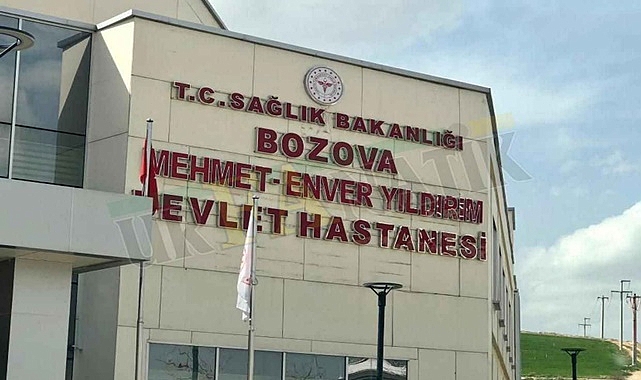 T.C. SAĞLIK BAKANLIĞI
BOZOVA
MEHMET-ENVER YILDIRIM
DEVLET HASTANESİ